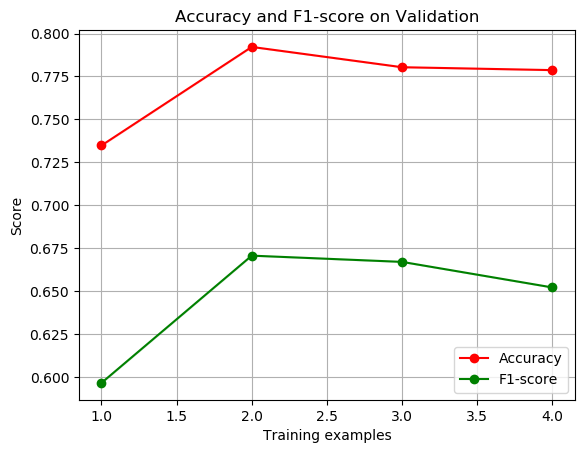 Accuracy and F1-score on Validation
0.800
0.775
0.750
0.725
0.700
0.675
0.650
0.625
0.600
Score
Accuracy
F1-score
1.0 1.5 2.0 2.5 3.0 3.5 4.0
Training examples